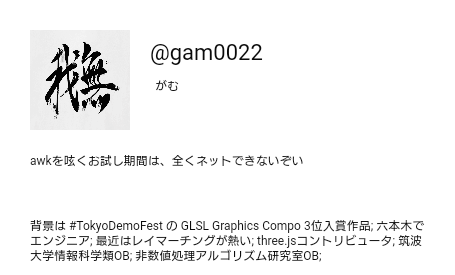 我無
@gam0022
がむ
awkを呟くお試し期間は、全くネットできないぞい
背景は #TokyoDemoFest の GLSL Graphics Compo 3位入賞作品; 六本木で
エンジニア; 最近はレイマーチングが熱い; three.jsコントリビュータ; 筑波
大学情報科学類OB; 非数値処理アルゴリズム研究室OB;